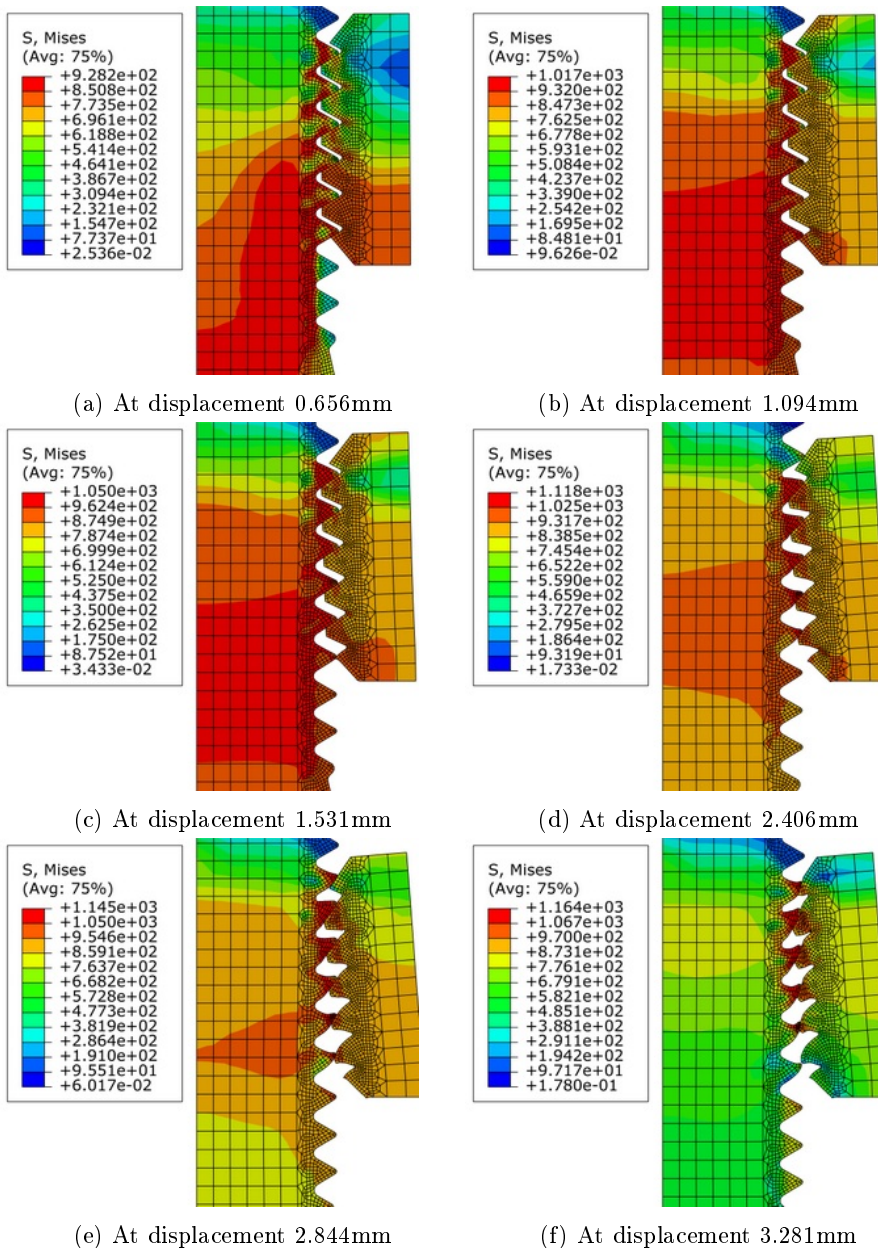 S, Mises
(Avg: 75%)
+9.282e+02
+8.508e+02
+7.735e+02
+6.961e+02
+6.188e+02
+5.414e+02
+4.641e+02
+3.867e+02
+3.094e+02
+2.321e+02
+1.547e+02
+7.737e+01
+2.536e-02
(a) At displacement 0.656mm
S, Mises
(Avg: 75%)
+1.017e+03
+9.320e+02
+8.473e+02
+7.625e+02
+6.778e+02
+5.931e+02
+5.084e+02
+4.237e+02
+3.390e+02
+2.542e+02
+1.695e+02
+8.481e+01
+9.626e-02
(b) At displacement 1.094mm
S, Mises
(Avg: 75%)
+1.050e+03
+9.624e+02
+8.749e+02
+7.874e+02
+6.999e+02
+6.124e+02
+5.250e+02
+4.375e+02
+3.500e+02
+2.625e+02
+1.750e+02
+8.752e+01
+3.433e-02
(c) At displacement 1.531mm
S, Mises
(Avg: 75%)
+1.118e+03
+1.025e+03
+9.317e+02
+8.385e+02
+7.454e+02
+6.522e+02
+5.590e+02
+4.659e+02
+3.727e+02
+2.795e+02
+1.864e+02
+9.319e+01
+1.733e-02
(d) At displacement 2.406mm
S, Mises
(Avg: 75%)
+1.145e+03
+1.050e+03
+9.546e+02
+8.591e+02
+7.637e+02
+6.682e+02
+5.728e+02
+4.773e+02
+3.819e+02
+2.864e+02
+1.910e+02
+9.551e+01
+6.017e-02
(e) At displacement 2.844mm
S, Mises
(Avg: 75%)
+1.164e+03
+1.067e+03
+9.700e+02
+8.731e+02
+7.761e+02
+6.791e+02
+5.821e+02
+4.851e+02
+3.881e+02
+2.911e+02
+1.942e+02
+9.717e+01
+1.780e-01
(f) At displacement 3.281mm